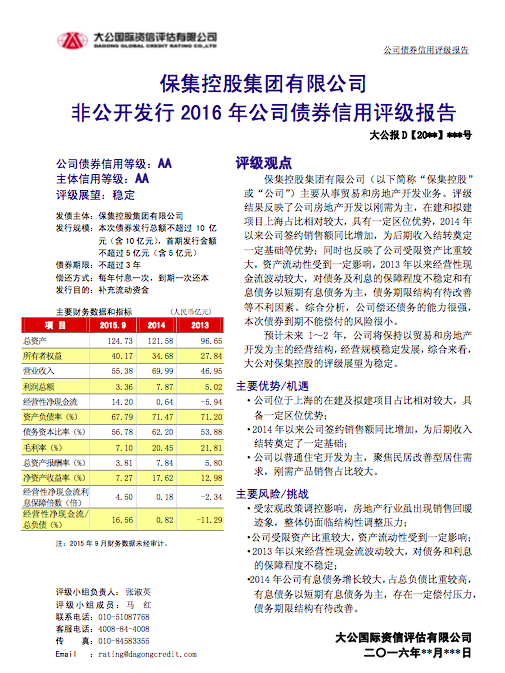 大公国际资信评估有限公司
DAGONG GLOBAL CREDIT RATING CO.,LTD
公司债券信用评级报告
保集控股集团有限公司
非公开发行 2016 年公司债券信用评级报告
大公报 D【20**】***号
公司债券信用等级：AA
主体信用等级：AA
评级展望：稳定
发债主体：保集控股集团有限公司
发行规模：本次债券发行总额不超过 10 亿
元（含 10 亿元），首期发行金额
不超过 5 亿元（含 5 亿元）
债券期限：不超过 3 年
偿还方式：每年付息一次，到期一次还本
发行目的：补充流动资金
主要财务数据和指标 （人民币亿元）
项 目 2015.9 2014 2013
总资产 124.73 121.58 96.65
所有者权益 40.17 34.68 27.84
营业收入 55.38 69.99 46.95
利润总额 3.36 7.87 5.02
经营性净现金流 14.20 0.64 -5.94
资产负债率（%） 67.79 71.47 71.20
债务资本比率（%） 56.78 62.20 53.88
毛利率（%） 7.10 20.45 21.81
总资产报酬率（%） 3.81 7.84 5.80
净资产收益率（%） 7.27 17.62 12.98
经营性净现金流利
息保障倍数（倍） 4.50 0.18 -2.34
经营性净现金流/
总负债（%） 16.56 0.82 -11.29
注：2015 年 9 月财务数据未经审计。
评级小组负责人：张淑英
评级小组成员：马 红
联系电话：010-51087768
客服电话：4008-84-4008
传 真：010-84583355
Email ：rating@dagongcredit.com
评级观点
保集控股集团有限公司（以下简称“保集控股”
或“公司”）主要从事贸易和房地产开发业务。评级
结果反映了公司房地产开发以刚需为主，在建和拟建
项目上海占比相对较大，具有一定区位优势，2014 年
以来公司签约销售额同比增加，为后期收入结转奠定
一定基础等优势；同时也反映了公司受限资产比重较
大，资产流动性受到一定影响，2013 年以来经营性现
金流波动较大，对债务及利息的保障程度不稳定和有
息债务以短期有息债务为主，债务期限结构有待改善
等不利因素。综合分析，公司偿还债务的能力很强，
本次债券到期不能偿付的风险很小。
预计未来 1～2 年，公司将保持以贸易和房地产
开发为主的经营结构，经营规模稳定发展，综合来看，
大公对保集控股的评级展望为稳定。
主要优势/机遇
·公司位于上海的在建及拟建项目占比相对较大，具
备一定区位优势；
·2014 年以来公司签约销售额同比增加，为后期收入
结转奠定了一定基础；
·公司以普通住宅开发为主，聚焦民居改善型居住需
求，刚需产品销售占比较大。
主要风险/挑战
·受宏观政策调控影响，房地产行业虽出现销售回暖
迹象，整体仍面临结构性调整压力；
·公司受限资产比重较大，资产流动性受到一定影响；
·2013 年以来经营性现金流波动较大，对债务和利息
的保障程度不稳定；
·2014 年公司有息债务增长较大，占总负债比重较高，
有息债务以短期有息债务为主，存在一定偿付压力，
债务期限结构有待改善。
大公国际资信评估有限公司
二〇一六年**月***日